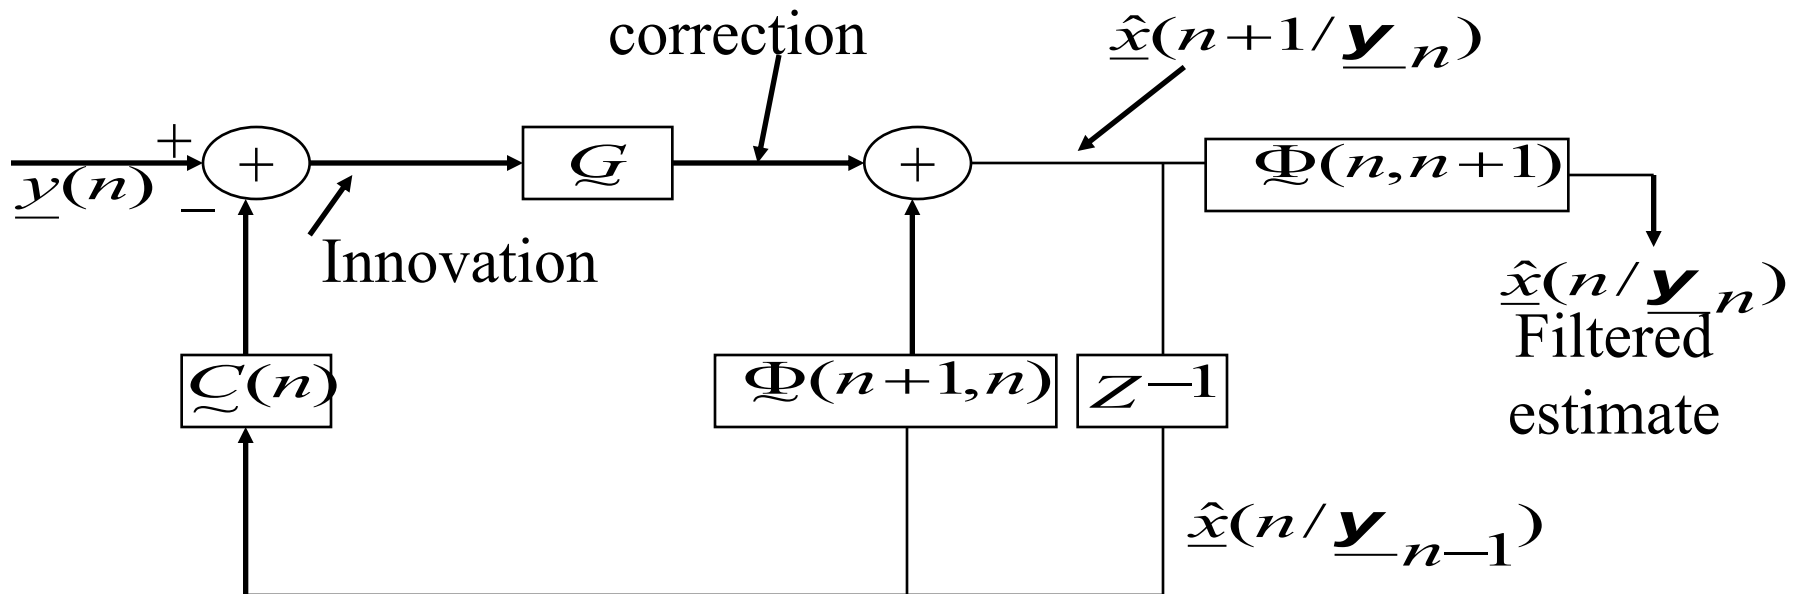 correction
x̂(n+1/y_n)
+
+
G
+
Φ(n,n+1)
y(n)
−
Innovation
x̂(n/y_n)
Filtered
estimate
C(n)
Φ(n+1,n)
Z⁻¹
x̂(n/y_n−1)